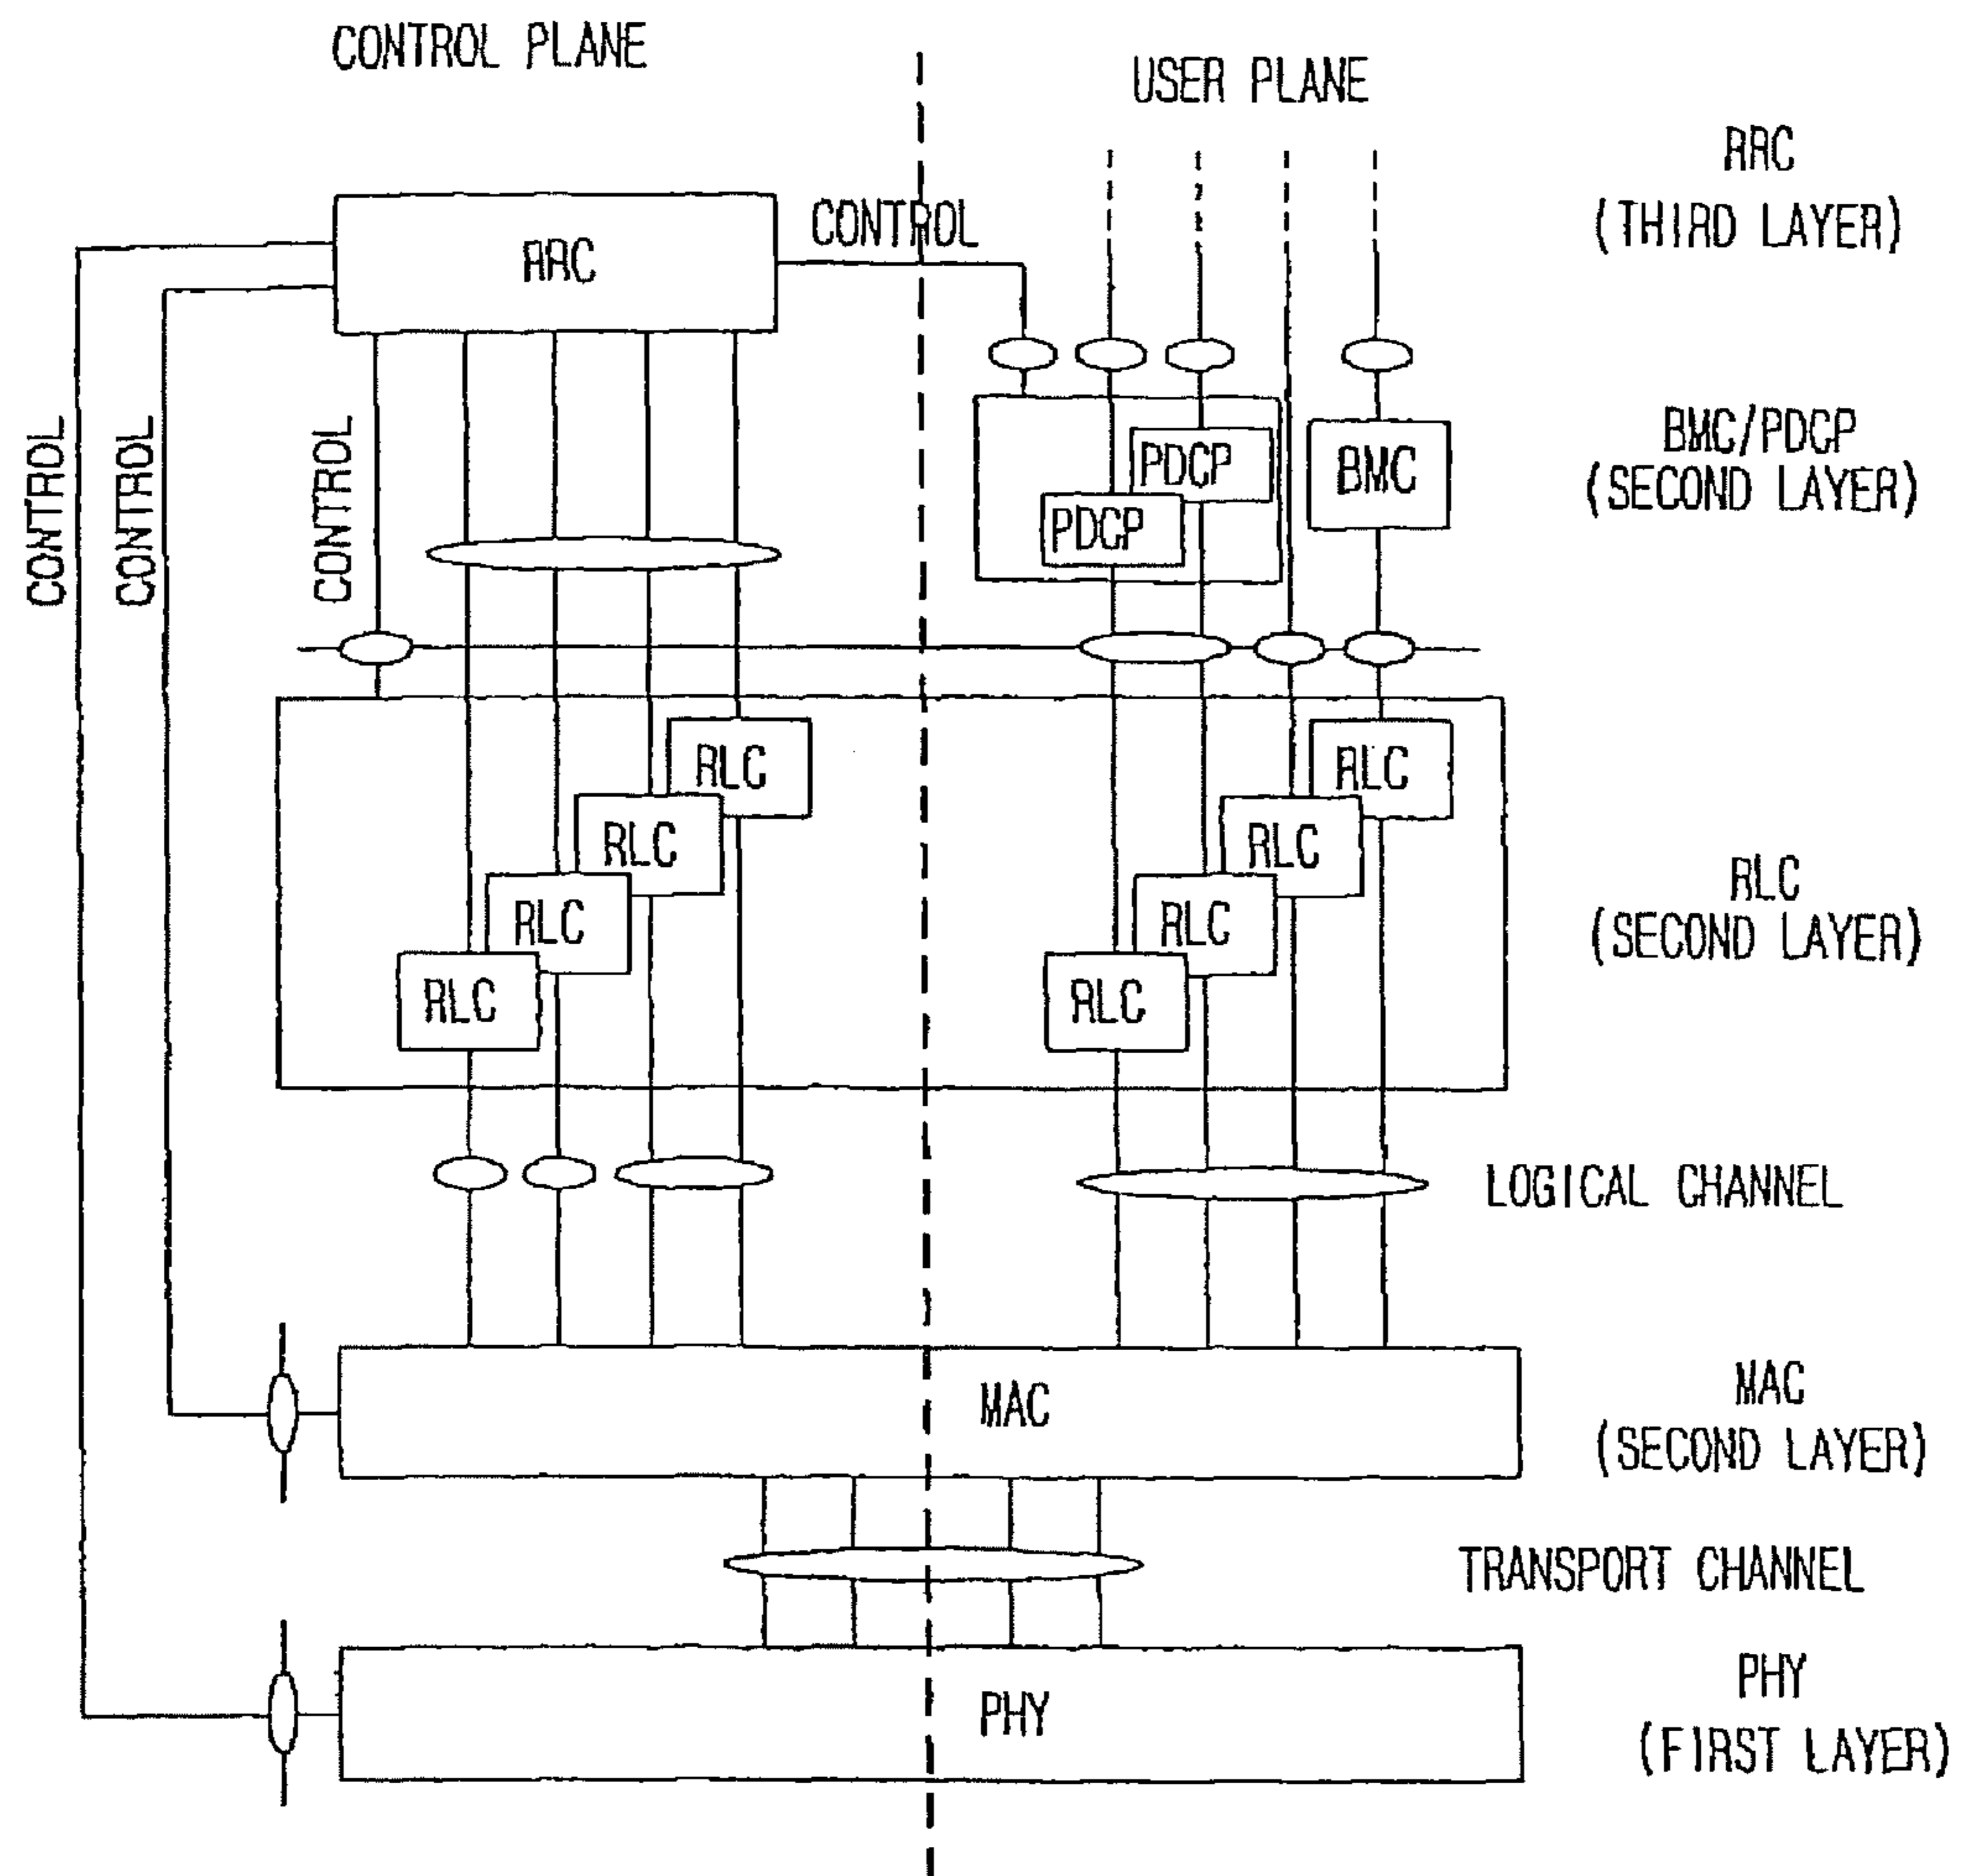 CONTROL PLANE
USER PLANE
RRC
(THIRD LAYER)
CONTROL
RRC
CONTROL
CONTROL
CONTROL
PDCP
PDCP
BMC
BMC/PDCP
(SECOND LAYER)
RLC
RLC
RLC
RLC
RLC
RLC
RLC
RLC
RLC
(SECOND LAYER)
LOGICAL CHANNEL
MAC
MAC
(SECOND LAYER)
TRANSPORT CHANNEL
PHY
PHY
(FIRST LAYER)